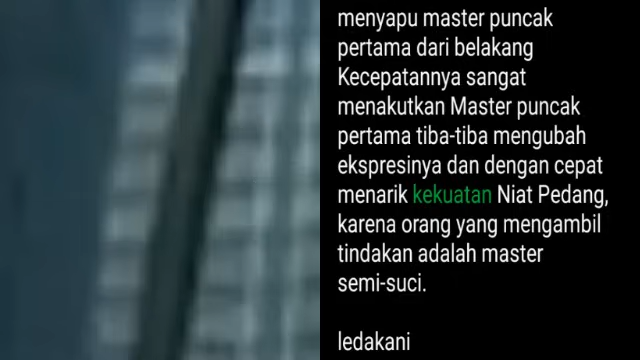 menyapu master puncak
pertama dari belakang
Kecepatannya sangat
menakutkan Master puncak
pertama tiba-tiba mengubah
ekspresinya dan dengan cepat
menarik kekuatan Niat Pedang,
karena orang yang mengambil
tindakan adalah master
semi-suci.
ledakani